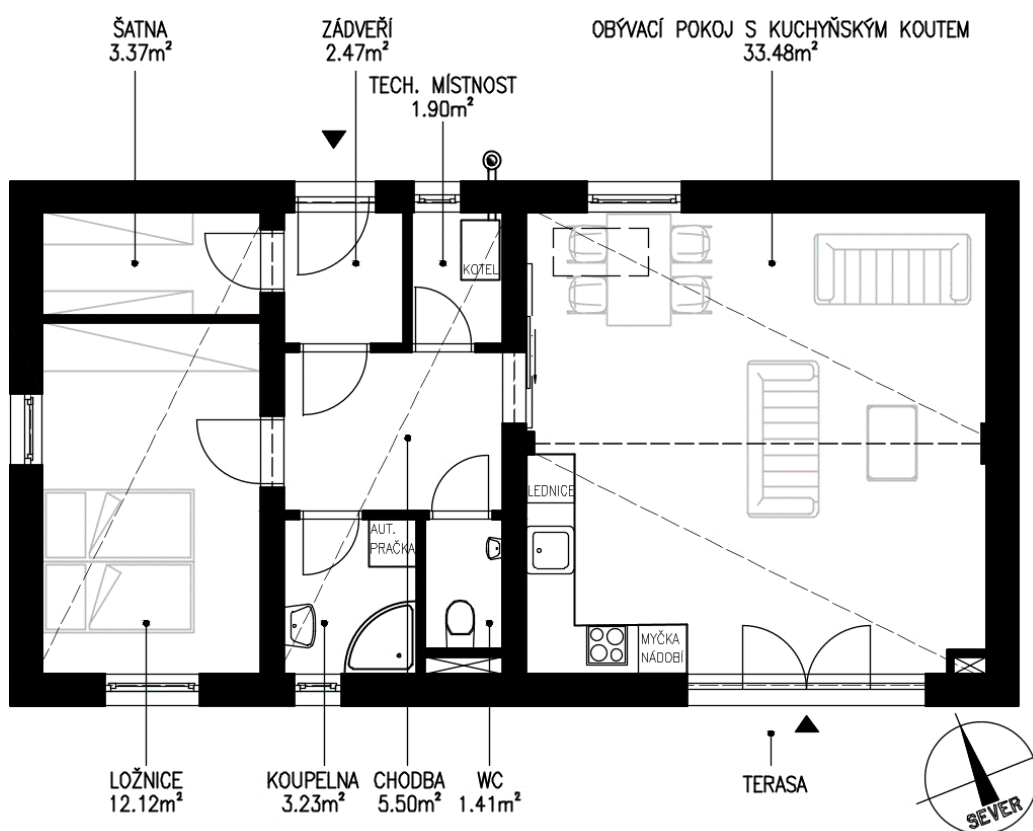 ŠATNA
3.37m²
ZÁDVEŘÍ
2.47m²
TECH. MÍSTNOST
1.90m²
OBÝVACÍ POKOJ S KUCHYŇSKÝM KOUTEM
33.48m²
KOTEL
LEDNICE
AUT.
PRAČKA
MYČKA
NÁDOBÍ
LOŽNICE
12.12m²
KOUPELNA
3.23m²
CHODBA
5.50m²
WC
1.41m²
TERASA
SEVER